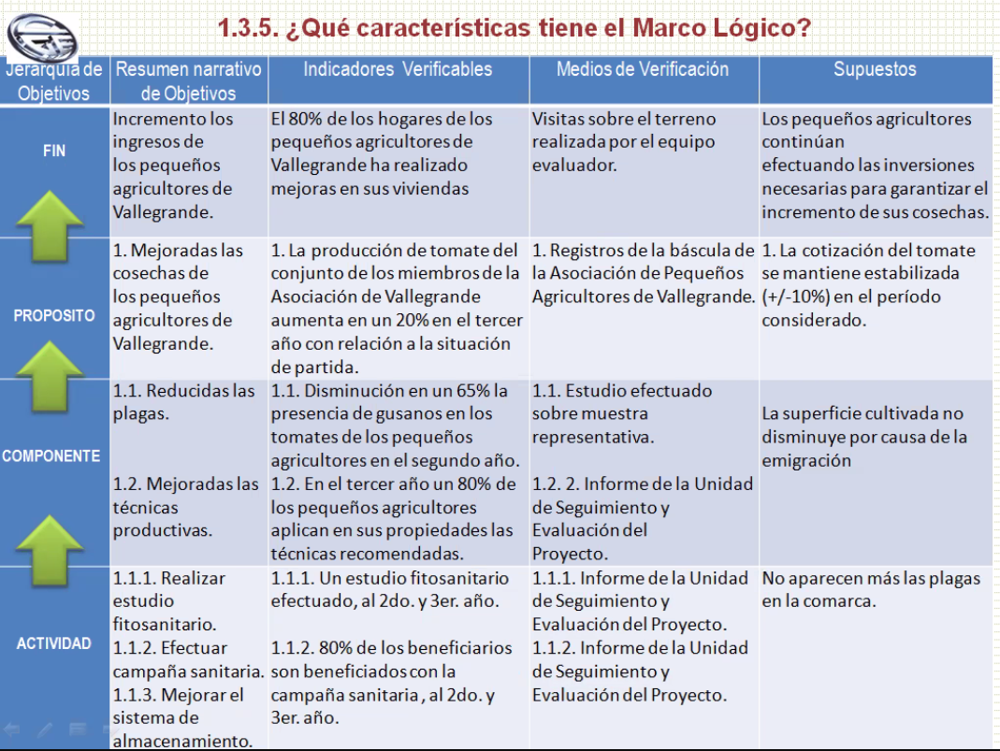 1.3.5. ¿Qué características tiene el Marco Lógico?
Jerarquía de
Objetivos
Resumen narrativo
de Objetivos
Indicadores Verificables
Medios de Verificación
Supuestos
FIN
Incremento los
ingresos de
los pequeños
agricultores de
Vallegrande.
El 80% de los hogares de los
pequeños agricultores de
Vallegrande ha realizado
mejoras en sus viviendas
Visitas sobre el terreno
realizada por el equipo
evaluador.
Los pequeños agricultores
continúan
efectuando las inversiones
necesarias para garantizar el
incremento de sus cosechas.
PROPOSITO
1. Mejoradas las
cosechas de
los pequeños
agricultores de
Vallegrande.
1. La producción de tomate del
conjunto de los miembros de la
Asociación de Vallegrande
aumenta en un 20% en el tercer
año con relación a la situación
de partida.
1. Registros de la báscula de
la Asociación de Pequeños
Agricultores de Vallegrande.
1. La cotización del tomate
se mantiene estabilizada
(+/-10%) en el período
considerado.
COMPONENTE
1.1. Reducidas las
plagas.
1.2. Mejoradas las
técnicas
productivas.
1.1. Disminución en un 65% la
presencia de gusanos en los
tomates de los pequeños
agricultores en el segundo año.
1.2. En el tercer año un 80% de
los pequeños agricultores
aplican en sus propiedades las
técnicas recomendadas.
1.1. Estudio efectuado
sobre muestra
representativa.
1.2. 2. Informe de la Unidad
de Seguimiento y
Evaluación del
Proyecto.
La superficie cultivada no
disminuye por causa de la
emigración
ACTIVIDAD
1.1.1. Realizar
estudio
fitosanitario.
1.1.2. Efectuar
campaña sanitaria.
1.1.3. Mejorar el
sistema de
almacenamiento.
1.1.1. Un estudio fitosanitario
efectuado, al 2do. y 3er. año.
1.1.2. 80% de los beneficiarios
son beneficiados con la
campaña sanitaria , al 2do. y
3er. año.
1.1.1. Informe de la Unidad
de Seguimiento y
Evaluación del Proyecto.
1.1.2. Informe de la Unidad
de Seguimiento y
Evaluación del Proyecto.
No aparecen más las plagas
en la comarca.